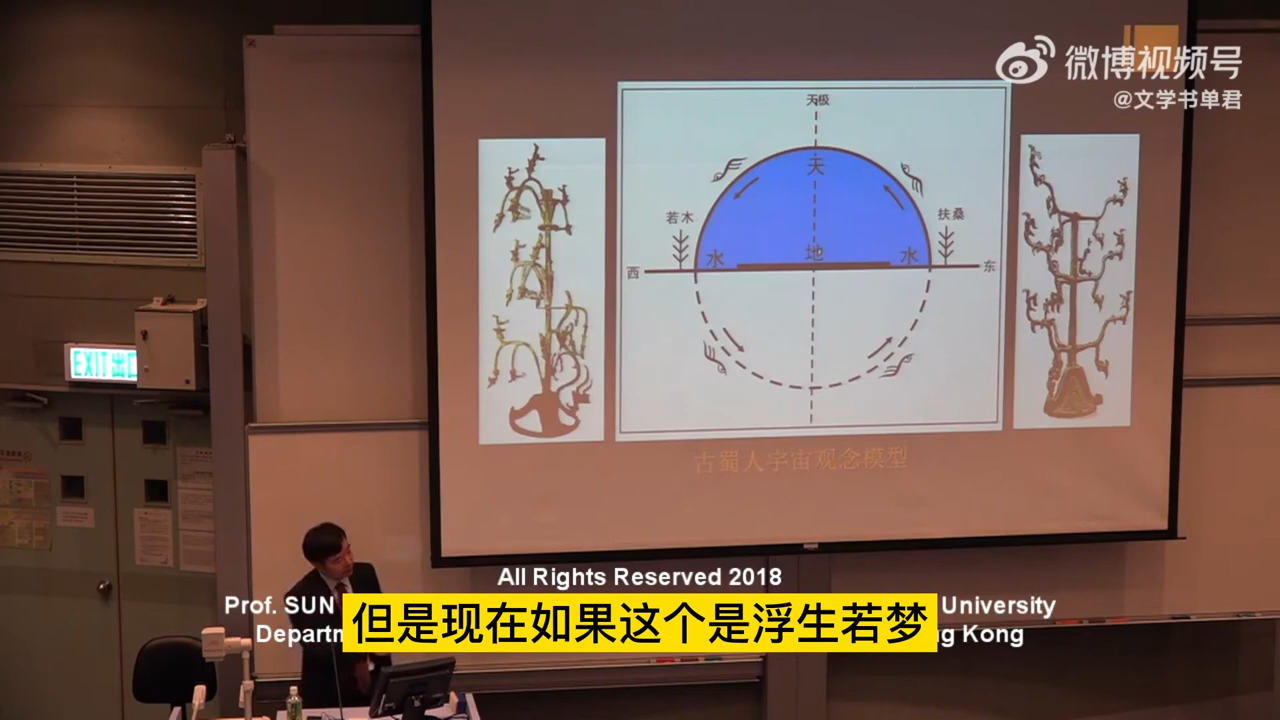 微博视频号
@文学书单君
天极
天
若木
扶桑
水
地
水
西
东
古蜀人宇宙观念模型
EXIT 出口
All Rights Reserved 2018
Prof. SUN
University
Departm
ng Kong
但是现在如果这个是浮生若梦